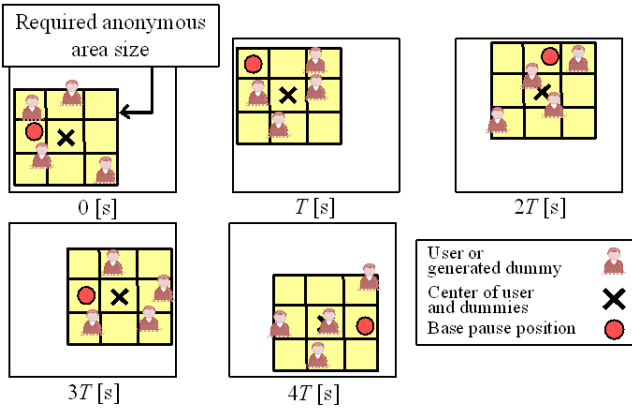 Required anonymous
area size
0 [s]
T [s]
2T [s]
3T [s]
4T [s]
User or
generated dummy
Center of user
and dummies
Base pause position